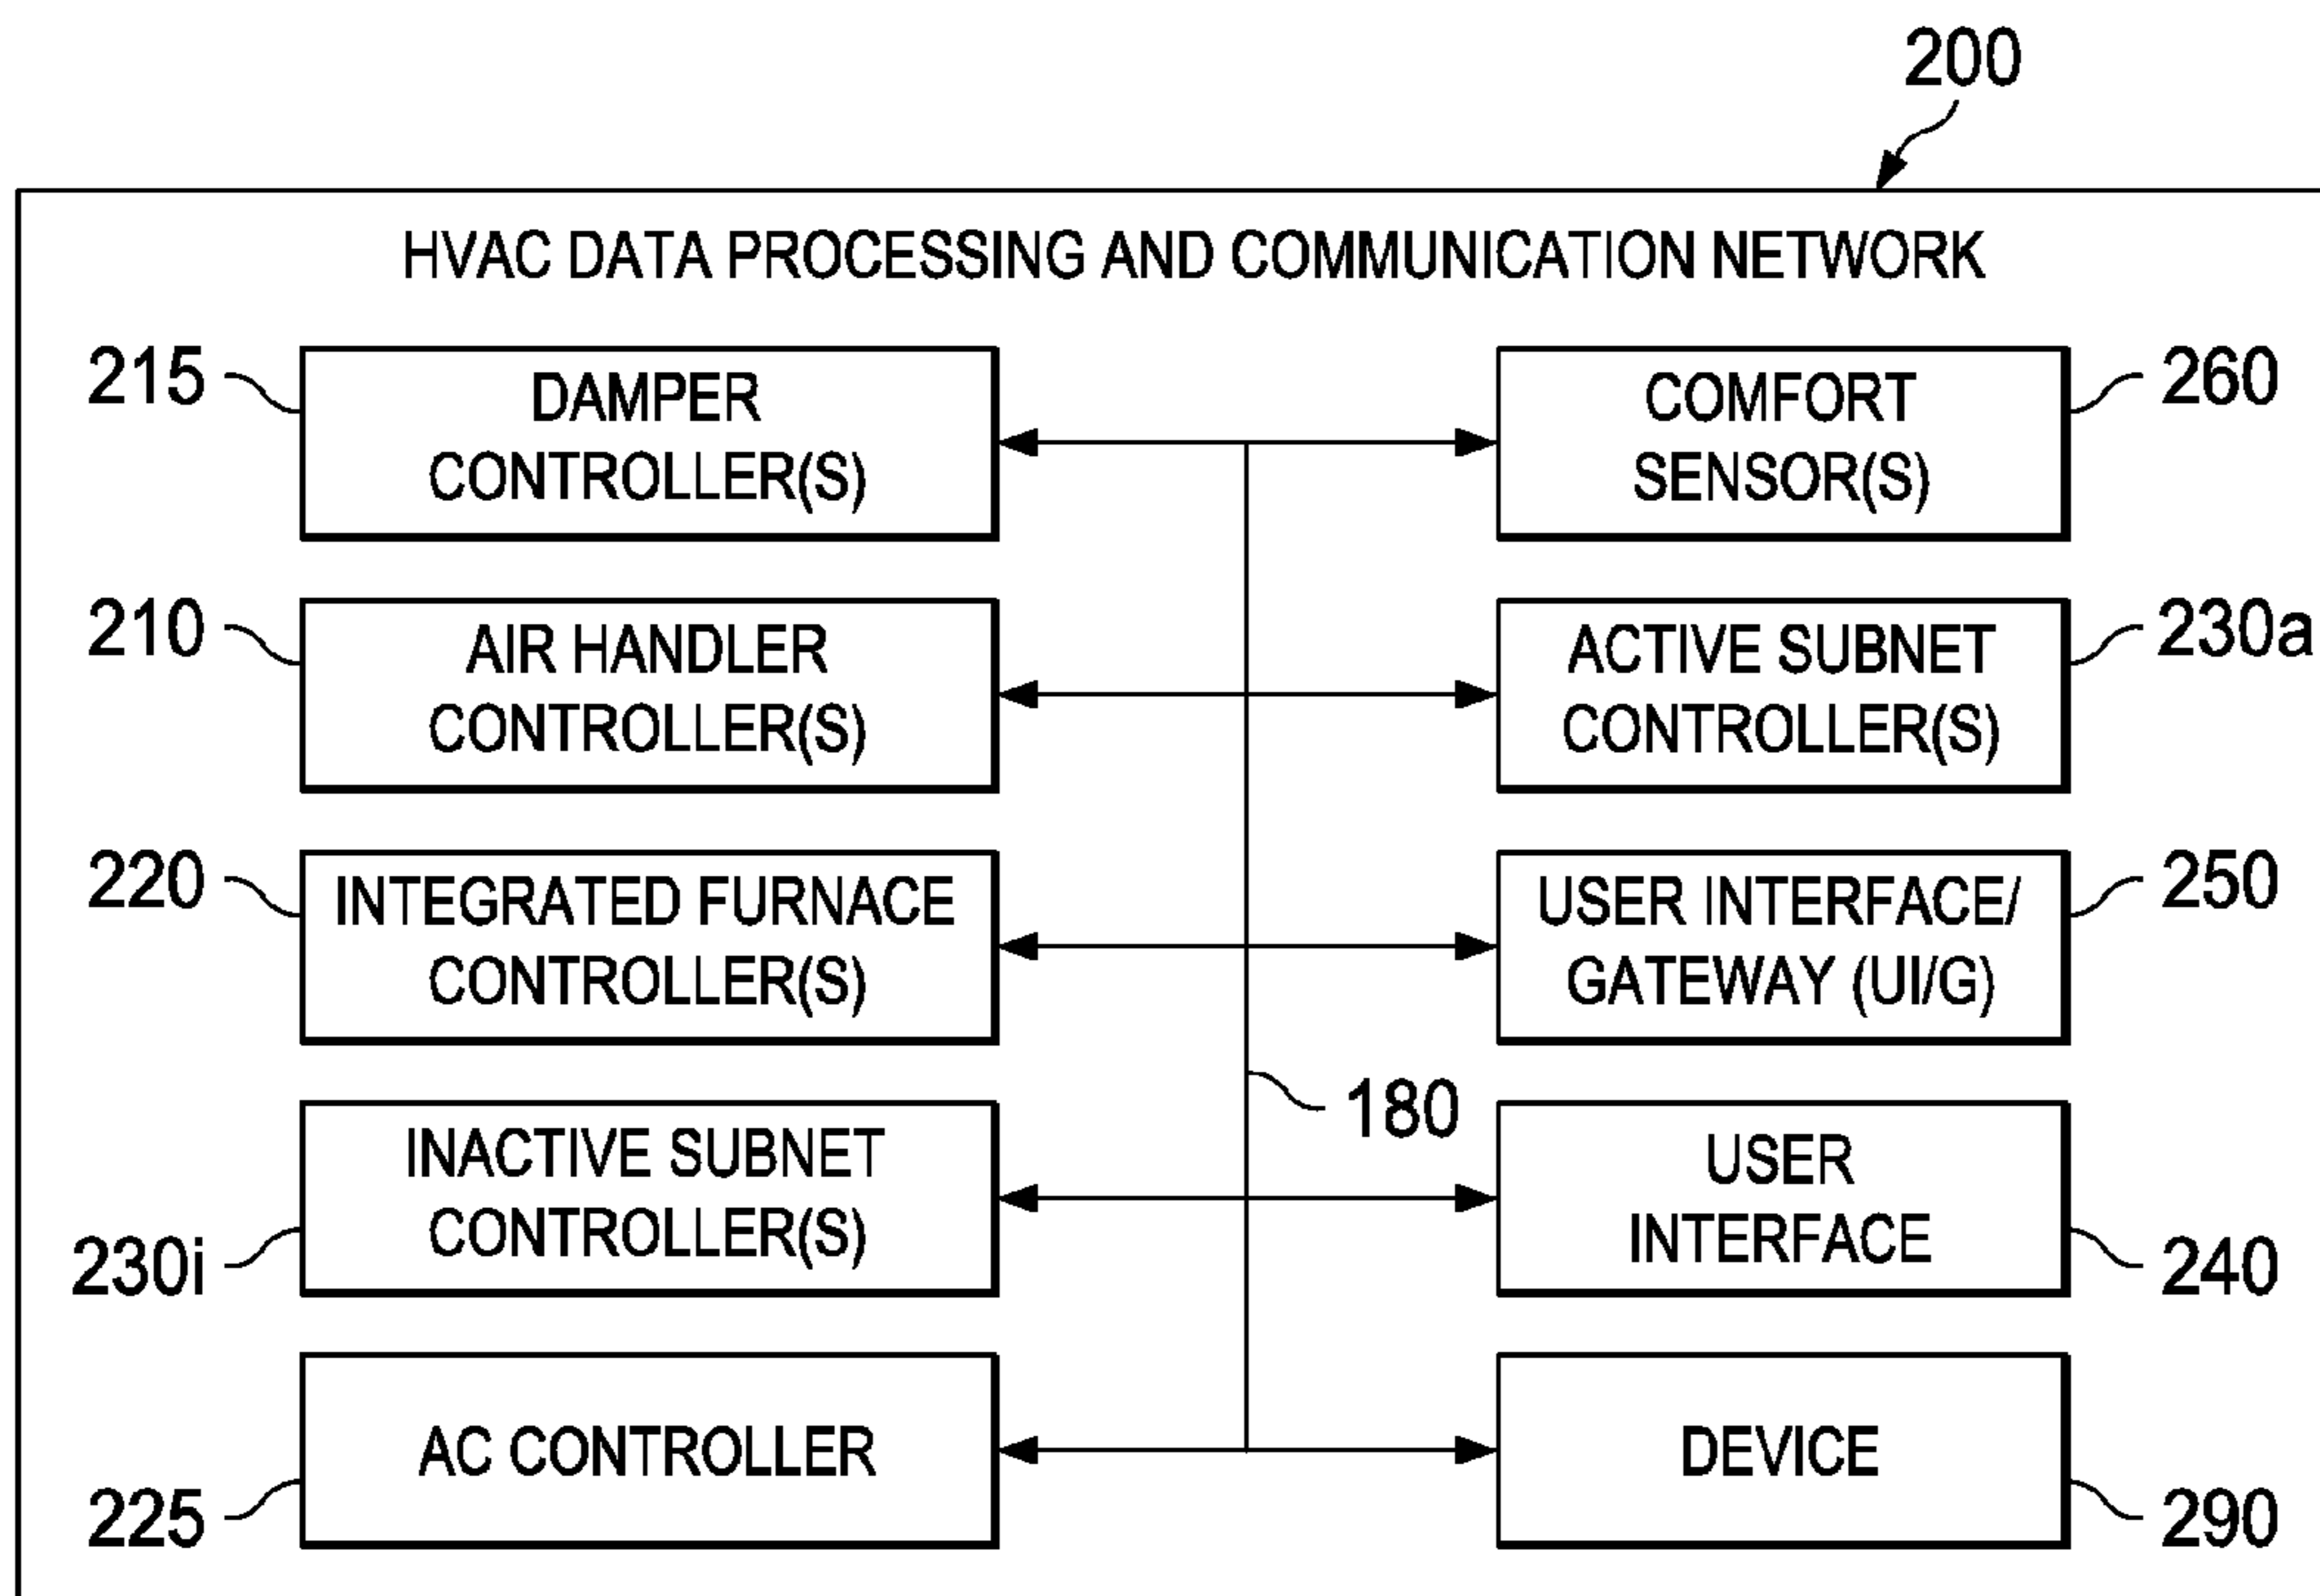 200
HVAC DATA PROCESSING AND COMMUNICATION NETWORK
215
DAMPER
CONTROLLER(S)
COMFORT
SENSOR(S)
260
210
AIR HANDLER
CONTROLLER(S)
ACTIVE SUBNET
CONTROLLER(S)
230a
220
INTEGRATED FURNACE
CONTROLLER(S)
USER INTERFACE/
GATEWAY (UI/G)
250
180
INACTIVE SUBNET
CONTROLLER(S)
230i
USER
INTERFACE
240
AC CONTROLLER
225
DEVICE
290